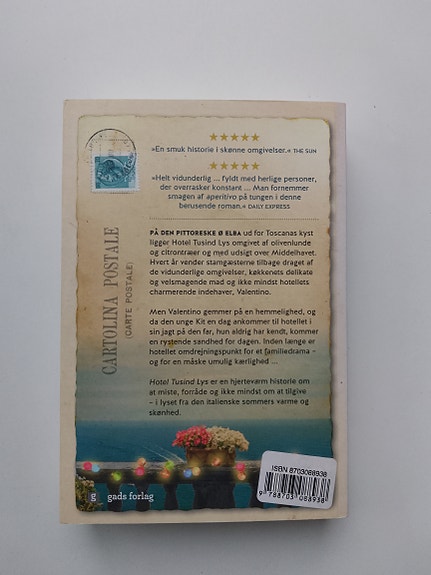 ★★★★★
»En smuk historie i skønne omgivelser.« THE SUN
★★★★★
»Helt vidunderlig ... fyldt med herlige personer,
der overrasker konstant ... Man fornemmer
smagen af aperitivo på tungen i denne
berusende roman.« DAILY EXPRESS
PÅ DEN PITTORESKE Ø ELBA ud for Toscanas kyst
ligger Hotel Tusind Lys omgivet af olivenlunde
og citrontræer og med udsigt over Middelhavet.
Hvert år vender stamgæsterne tilbage draget af
de vidunderlige omgivelser, køkkenets delikate
og velsmagende mad og ikke mindst hotellets
charmerende indehaver, Valentino.
Men Valentino gemmer på en hemmelighed, og
da den unge Kit en dag ankommer til hotellet i
sin jagt på den far, hun aldrig har kendt, kommer
en rystende sandhed for dagen. Inden længe er
hotellet omdrejningspunkt for et familiedrama –
og for en måske umulig kærlighed ...
Hotel Tusind Lys er en hjertevarm historie om
at miste, forråde og ikke mindst om at tilgive
– i lyset fra den italienske sommers varme og
skønhed.
CARTOLINA POSTALE
(CARTE POSTALE)
g gads forlag
ISBN 8703088938
9 788703 088938